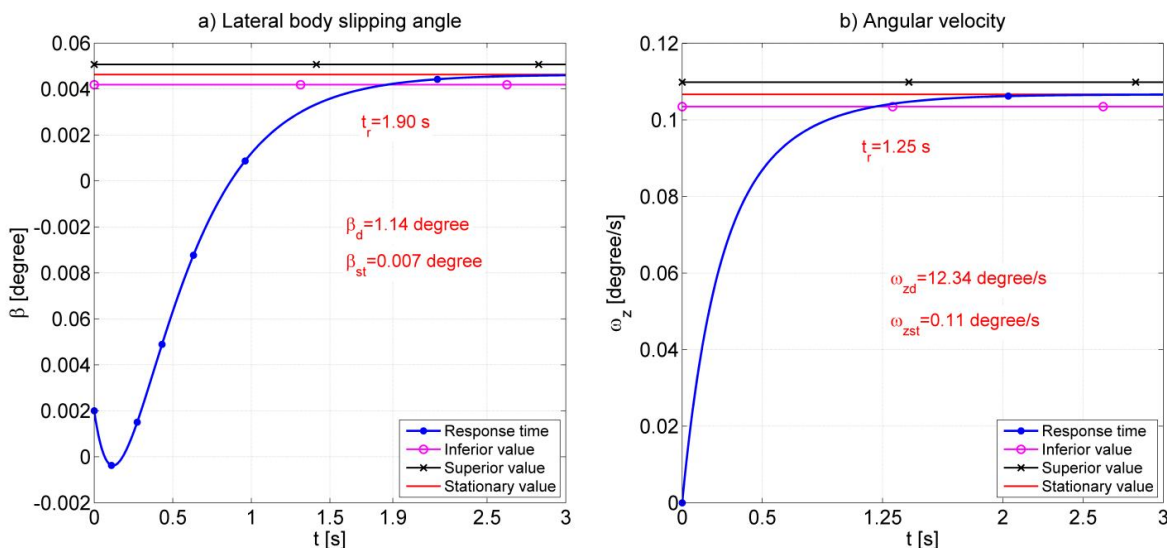 a) Lateral body slipping angle
0.06
0.004
0.002
0
-0.002
0.008
0.06
0.004
0.002
0
-0.002
β [degree]
t_r=1.90 s
β_d=1.14 degree
β_st=0.007 degree
Response time
Inferior value
Superior value
Stationary value
0 0.5 1 1.5 1.9 2.5 3
t [s]
b) Angular velocity
0.12
0.1
0.08
0.06
0.04
0.02
0
ω_z [degree/s]
t_r=1.25 s
ω_zd=12.34 degree/s
ω_zst=0.11 degree/s
Response time
Inferior value
Superior value
Stationary value
0 0.5 1.25 2 2.5 3
t [s]